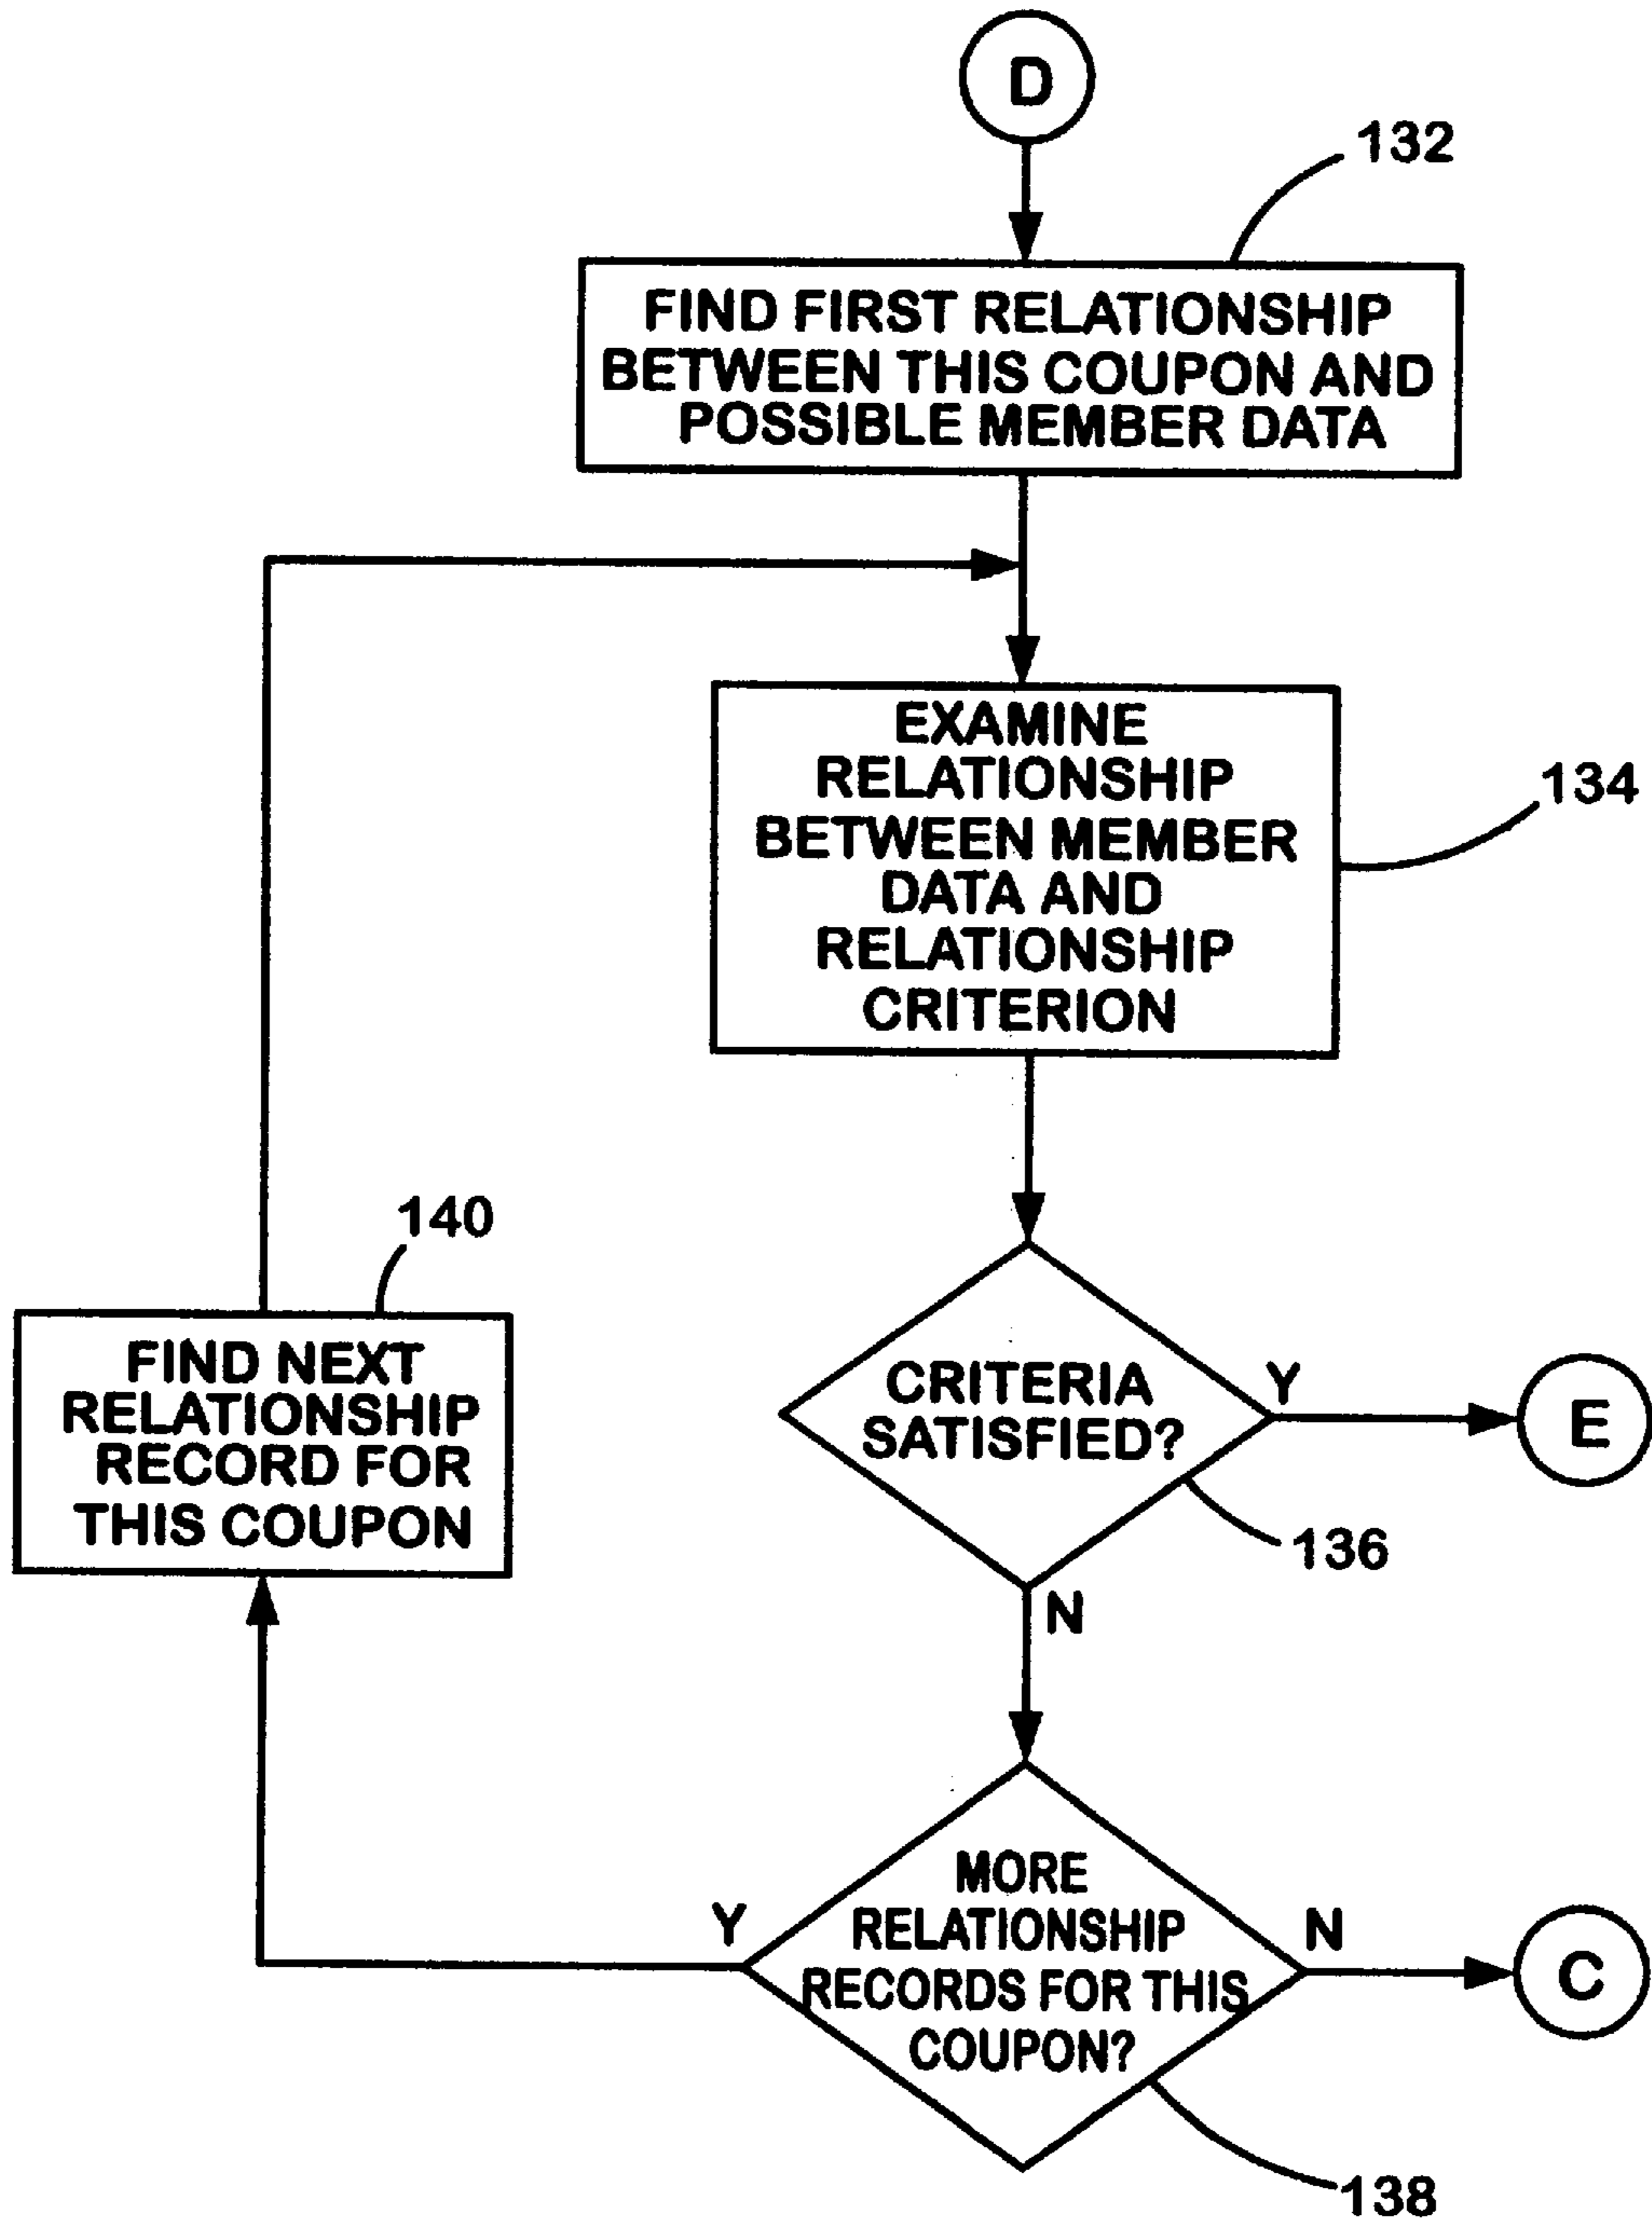 D
132
FIND FIRST RELATIONSHIP
BETWEEN THIS COUPON AND
POSSIBLE MEMBER DATA
EXAMINE
RELATIONSHIP
BETWEEN MEMBER
DATA AND
RELATIONSHIP
CRITERION
134
140
FIND NEXT
RELATIONSHIP
RECORD FOR
THIS COUPON
CRITERIA
SATISFIED?
Y
E
136
N
MORE
RELATIONSHIP
RECORDS FOR THIS
COUPON?
Y
N
C
138